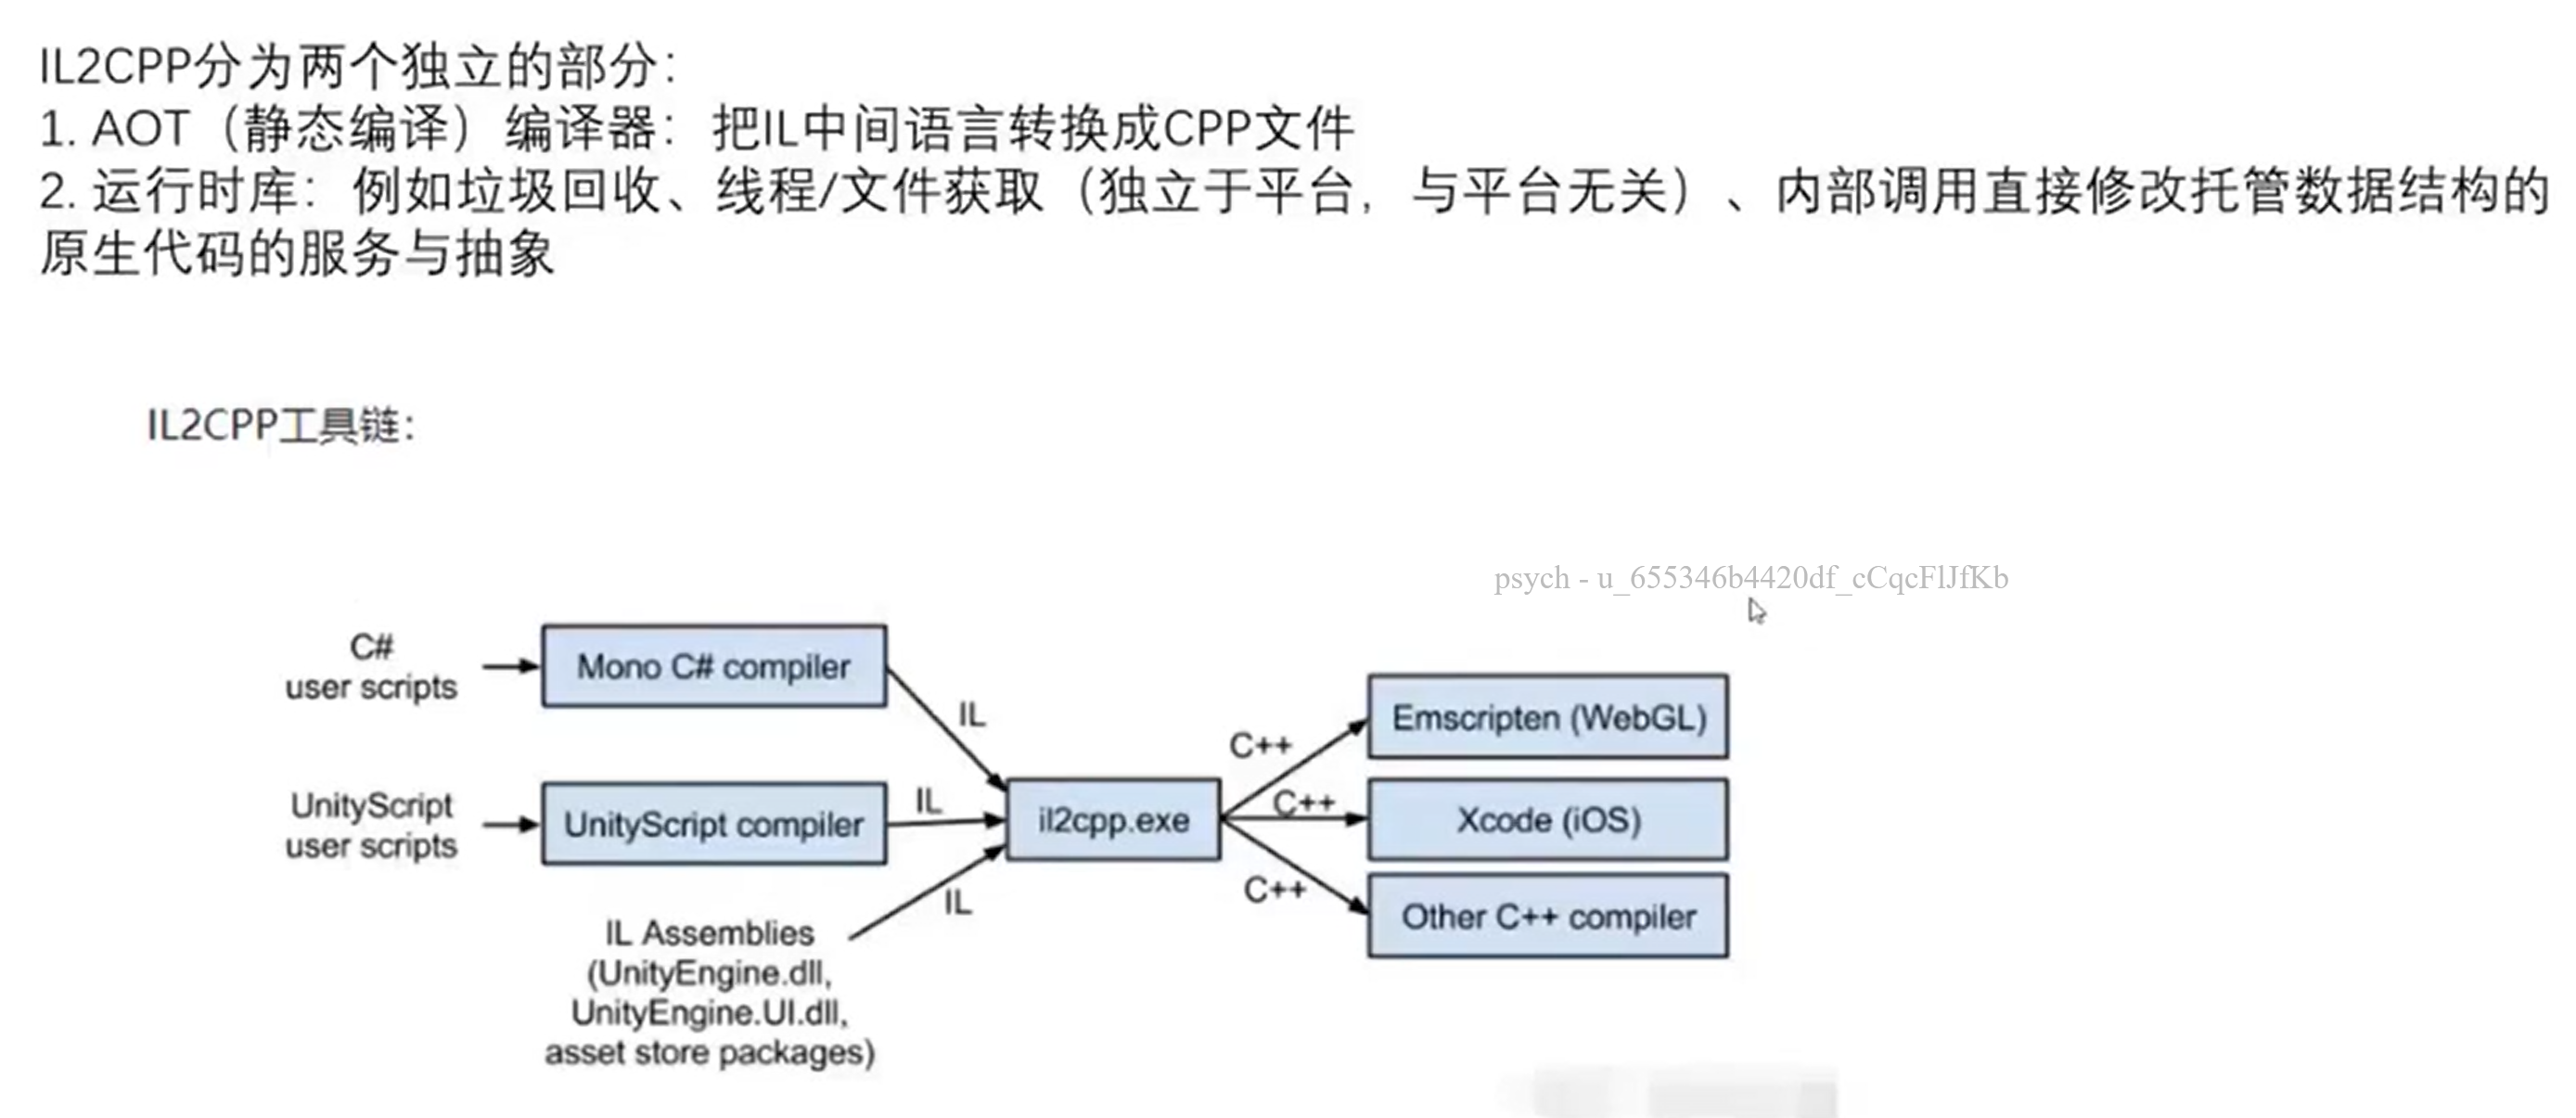 IL2CPP分为两个独立的部分：
1. AOT（静态编译）编译器：把IL中间语言转换成CPP文件
2. 运行时库：例如垃圾回收、线程/文件获取（独立于平台，与平台无关）、内部调用直接修改托管数据结构的
原生代码的服务与抽象
IL2CPP工具链：
psych - u_655346b4420df_cCqcFlJfKb
C#
user scripts
Mono C# compiler
IL
UnityScript
user scripts
UnityScript compiler
IL
IL Assemblies
(UnityEngine.dll,
UnityEngine.UI.dll,
asset store packages)
IL
il2cpp.exe
C++
Emscripten (WebGL)
C++
Xcode (iOS)
C++
Other C++ compiler